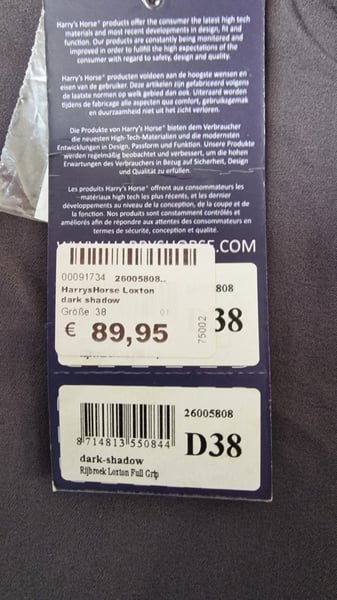 Harry's Horse® products offer the consumer the latest high tech
materials and most recent developments in design, fit and
function. Our products are constantly being monitored and
improved in order to fulfill the high expectations of the
consumer with regard to safety, design and quality.
Harry's Horse® producten voldoen aan de hoogste wensen en
eisen van de gebruiker. Deze artikelen zijn gefabriceerd volgens
de laatste normen op welk gebied dan ook. Uiteraard worden
tijdens de fabricage alle aspecten qua comfort, gebruiksgemak
en duurzaamheid niet uit het zicht verloren.
Die Produkte von Harry's Horse® bieten dem Verbraucher
die neuesten High-Tech-Materialien und die modernsten
Entwicklungen in Design, Passform und Funktion. Unsere Produkte
werden regelmäßig beobachtet und verbessert, um die hohen
Erwartungen des Verbrauchers in Bezug auf Sicherheit, Design
und Qualität zu erfüllen.
Les produits Harry's Horse® offrent aux consommateurs les
matériaux high tech les plus récents, et les dernier
développements au niveau de la conception, de la coupe et de
la fonction. Nos produits sont constamment contrôlés et
améliorés afin de répondre aux attentes des consommateurs en
termes de sécurité, conception et qualité.
WWW.HARRYSHORSE.COM
00091734 26005808..
HarrysHorse Loxton
dark shadow
Größe 38 01
€ 89,95
75002
808
38
26005808
8 714813 550844
D38
dark-shadow
Rijbroek Loxton Full Grip